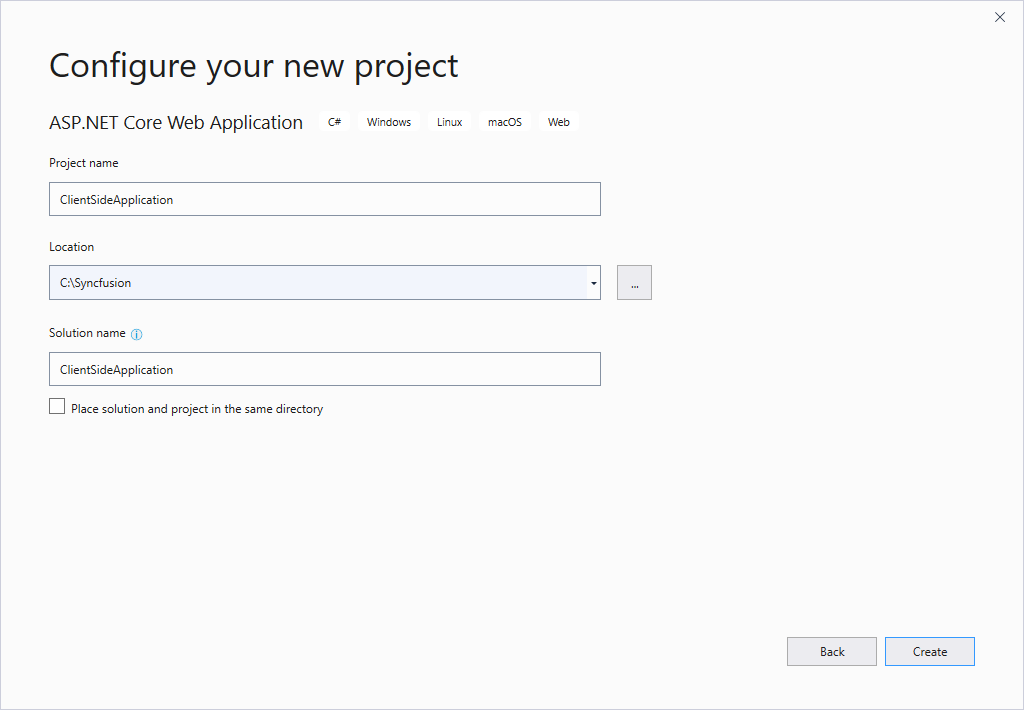 Configure your new project
ASP.NET Core Web Application C# Windows Linux macOS Web
Project name
ClientSideApplication
Location
C:\Syncfusion
...
Solution name
ClientSideApplication
Place solution and project in the same directory
Back Create